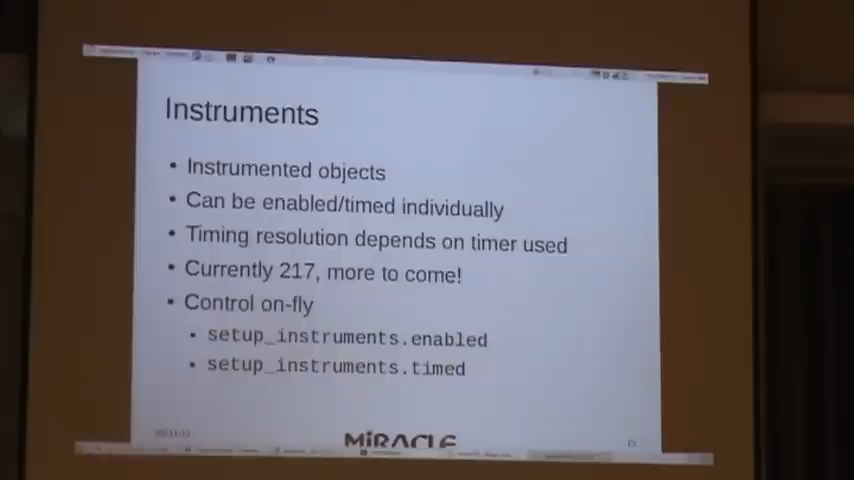 Instruments
• Instrumented objects
• Can be enabled/timed individually
• Timing resolution depends on timer used
• Currently 217, more to come!
• Control on-fly
• setup_instruments.enabled
• setup_instruments.timed
MIRACLE
15